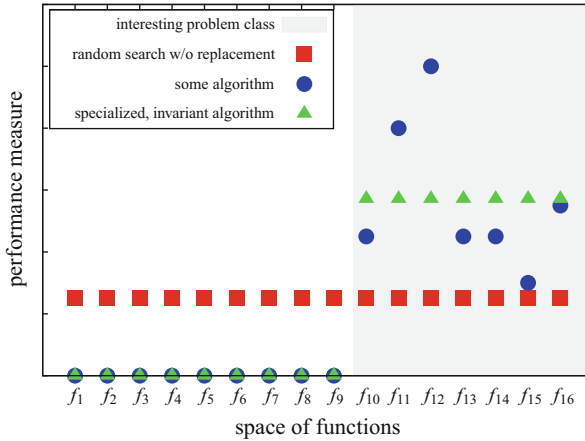 interesting problem class
random search w/o replacement
some algorithm
specialized, invariant algorithm
performance measure
f1 f2 f3 f4 f5 f6 f7 f8 f9 f10 f11 f12 f13 f14 f15 f16
space of functions